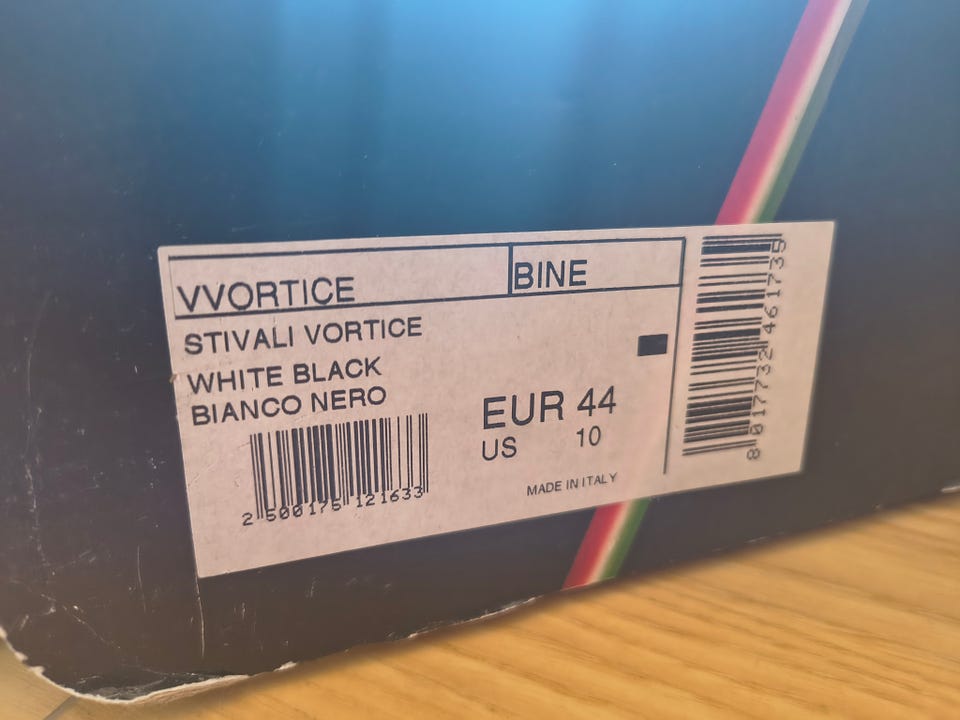 VVORTICE BINE
STIVALI VORTICE
WHITE BLACK
BIANCO NERO
EUR 44
US 10
MADE IN ITALY
2 500175 121633
8 017732 461735